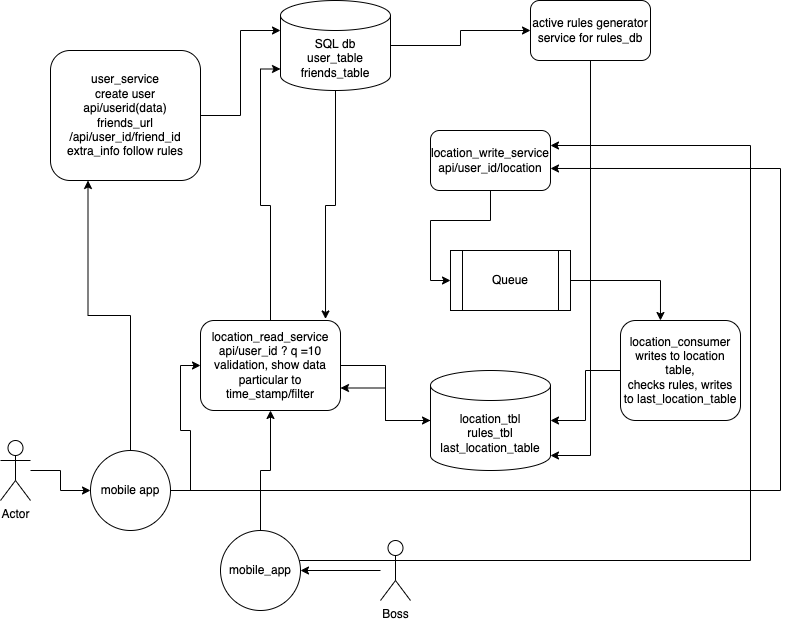 SQL db
user_table
friends_table
active rules generator
service for rules_db
user_service
create user
api/userid(data)
friends_url
/api/user_id/friend_id
extra_info follow rules
location_write_service
api/user_id/location
Queue
location_read_service
api/user_id ? q =10
validation, show data
particular to
time_stamp/filter
location_consumer
writes to location
table,
checks rules, writes
to last_location_table
location_tbl
rules_tbl
last_location_table
mobile app
Actor
mobile_app
Boss